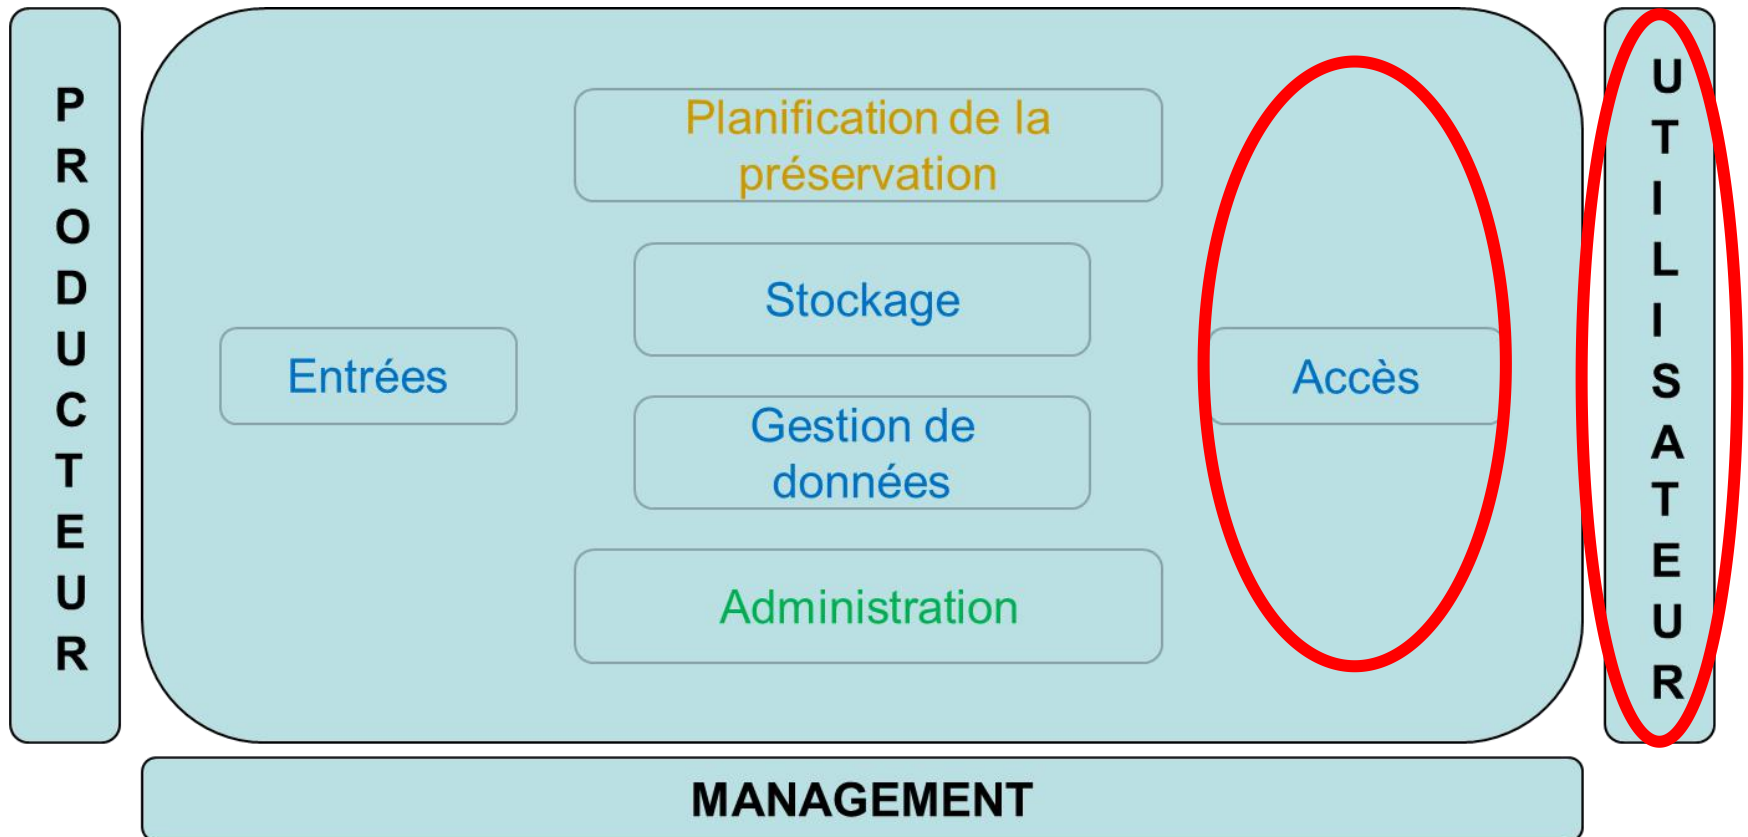 PRODUCTEUR
Planification de la
préservation
Stockage
Entrées
Gestion de
données
Administration
Accès
UTILISATEUR
MANAGEMENT